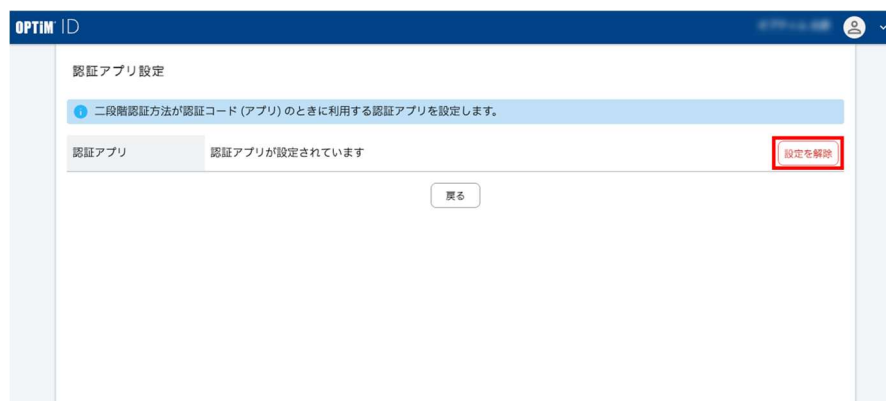 OPTiM ID
認証アプリ設定
二段階認証方法が認証コード (アプリ) のときに利用する認証アプリを設定します。
認証アプリ 認証アプリが設定されています 設定を解除
戻る